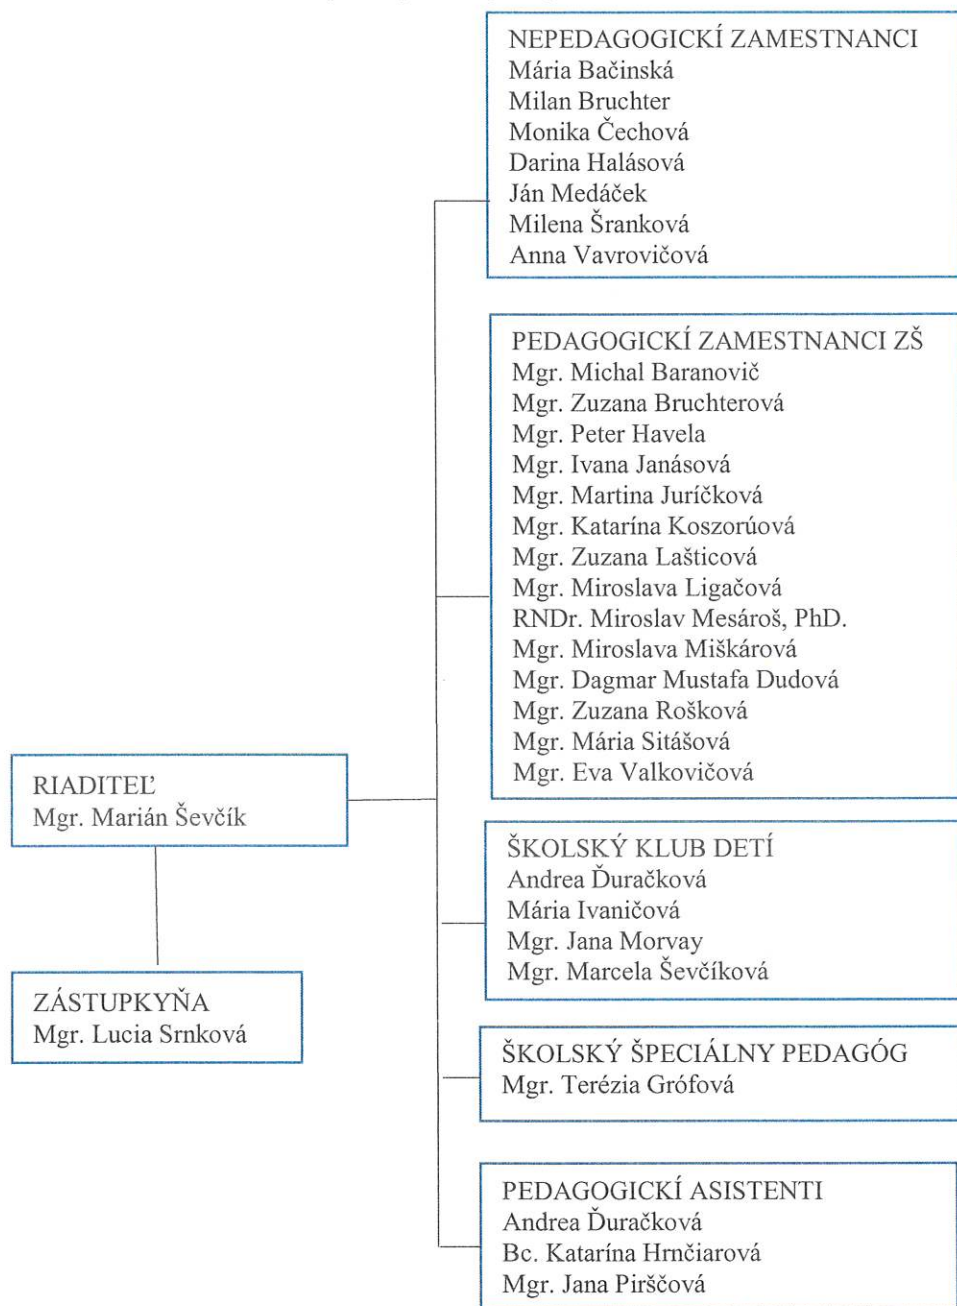 NEPEDAGOGICKÍ ZAMESTNANCI
Mária Bačinská
Milan Bruchter
Monika Čechová
Darina Halásová
Ján Medáček
Milena Šranková
Anna Vavrovičová
PEDAGOGICKÍ ZAMESTNANCI ZŠ
Mgr. Michal Baranovič
Mgr. Zuzana Bruchterová
Mgr. Peter Havela
Mgr. Ivana Janásová
Mgr. Martina Juríčková
Mgr. Katarína Koszorúová
Mgr. Zuzana Lašticová
Mgr. Miroslava Ligačová
RNDr. Miroslav Mesároš, PhD.
Mgr. Miroslava Miškárová
Mgr. Dagmar Mustafa Dudová
Mgr. Zuzana Rošková
Mgr. Mária Sitášová
Mgr. Eva Valkovičová
RIADITEĽ
Mgr. Marián Ševčík
ZÁSTUPKYŇA
Mgr. Lucia Srnková
ŠKOLSKÝ KLUB DETÍ
Andrea Ďuračková
Mária Ivaničová
Mgr. Jana Morvay
Mgr. Marcela Ševčíková
ŠKOLSKÝ ŠPECIÁLNY PEDAGÓG
Mgr. Terézia Grófová
PEDAGOGICKÍ ASISTENTI
Andrea Ďuračková
Bc. Katarína Hrnčiarová
Mgr. Jana Pirščová